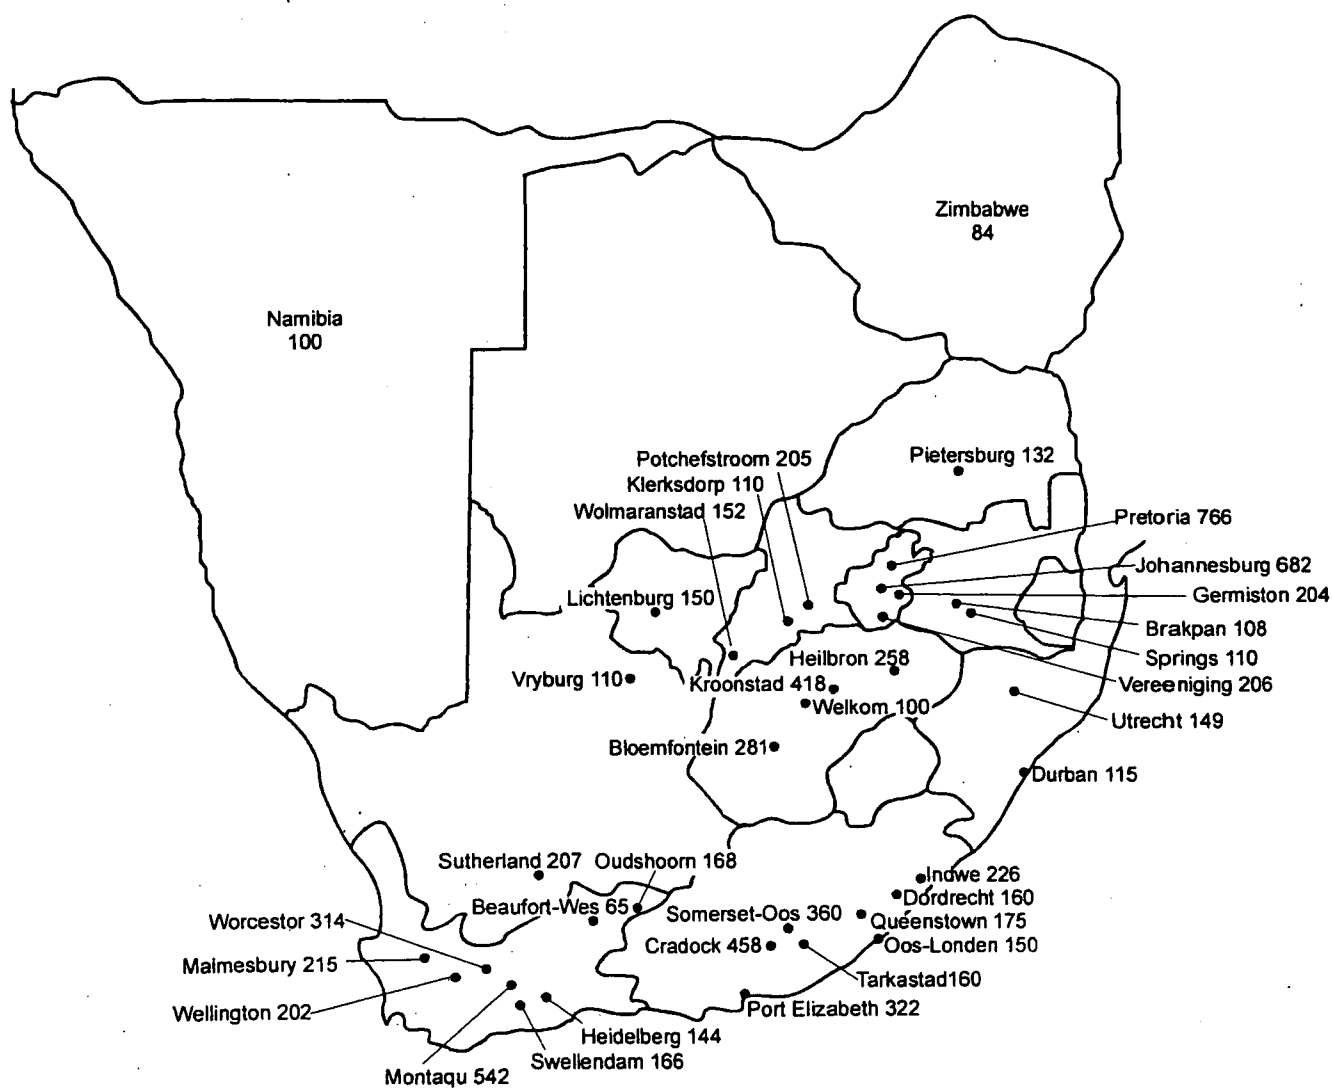 Zimbabwe
84
Namibia
100
Potchefstroom 205
Klerksdorp 110
Wolmaranstad 152
Pietersburg 132
Pretoria 766
Johannesburg 682
Germiston 204
Brakpan 108
Springs 110
Vereeniging 206
Utrecht 149
Lichtenburg 150
Heilbron 258
Vryburg 110
Kroonstad 418
Welkom 100
Bloemfontein 281
Durban 115
Sutherland 207
Oudshoorn 168
Beaufort-Wes 65
Indwe 226
Dordrecht 160
Somerset-Oos 360
Queenstown 175
Cradock 458
Oos-Londen 150
Tarkastad160
Port Elizabeth 322
Worcestor 314
Malmesbury 215
Wellington 202
Heidelberg 144
Swellendam 166
Montaqu 542